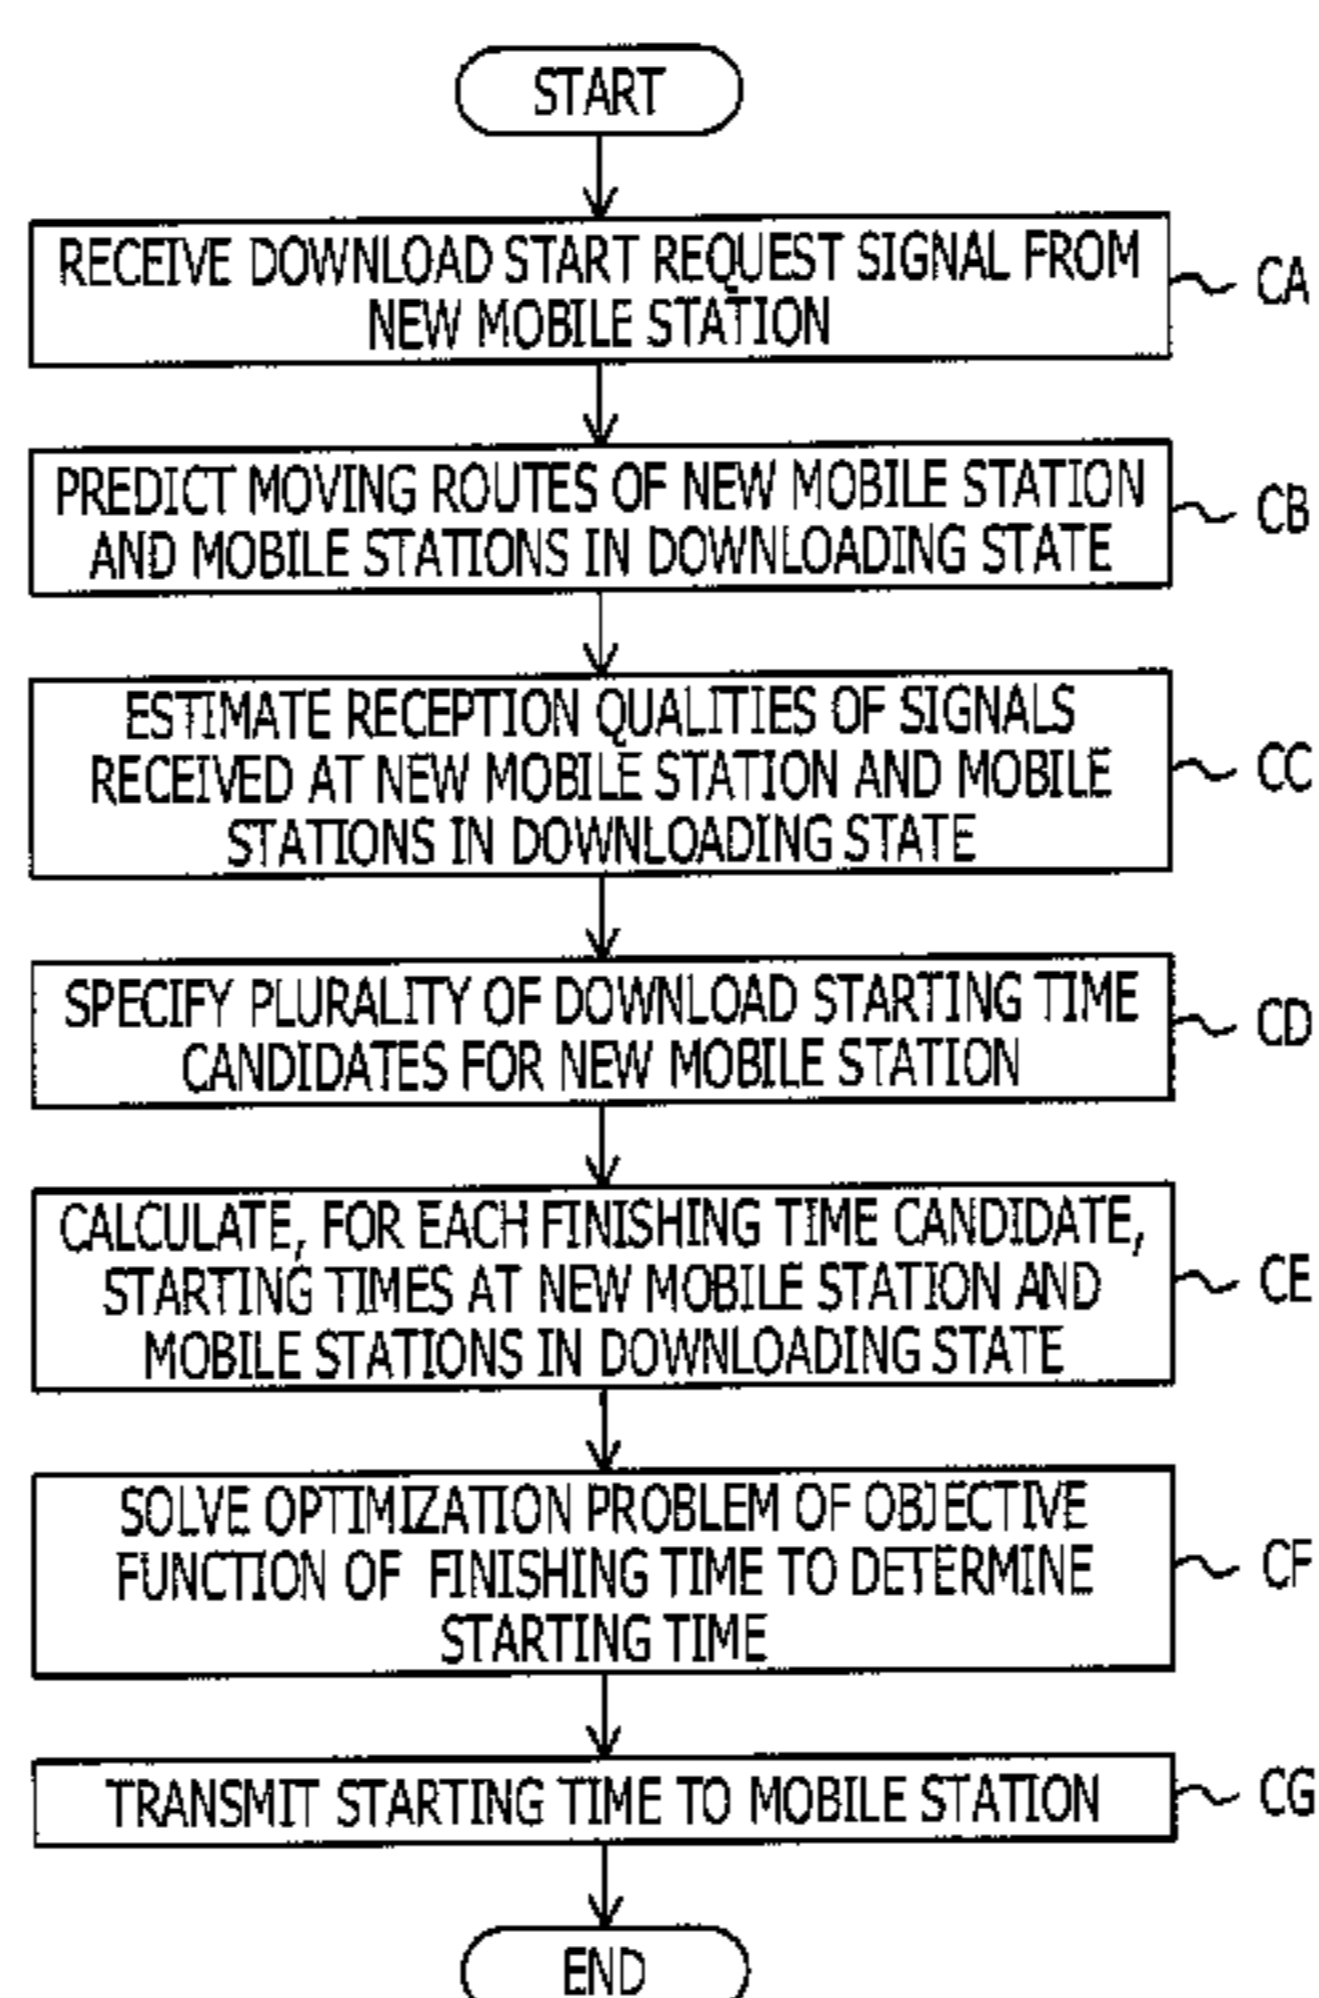 START
RECEIVE DOWNLOAD START REQUEST SIGNAL FROM
NEW MOBILE STATION
CA
PREDICT MOVING ROUTES OF NEW MOBILE STATION
AND MOBILE STATIONS IN DOWNLOADING STATE
CB
ESTIMATE RECEPTION QUALITIES OF SIGNALS
RECEIVED AT NEW MOBILE STATION AND MOBILE
STATIONS IN DOWNLOADING STATE
CC
SPECIFY PLURALITY OF DOWNLOAD STARTING TIME
CANDIDATES FOR NEW MOBILE STATION
CD
CALCULATE, FOR EACH FINISHING TIME CANDIDATE,
STARTING TIMES AT NEW MOBILE STATION AND
MOBILE STATIONS IN DOWNLOADING STATE
CE
SOLVE OPTIMIZATION PROBLEM OF OBJECTIVE
FUNCTION OF FINISHING TIME TO DETERMINE
STARTING TIME
CF
TRANSMIT STARTING TIME TO MOBILE STATION
CG
END